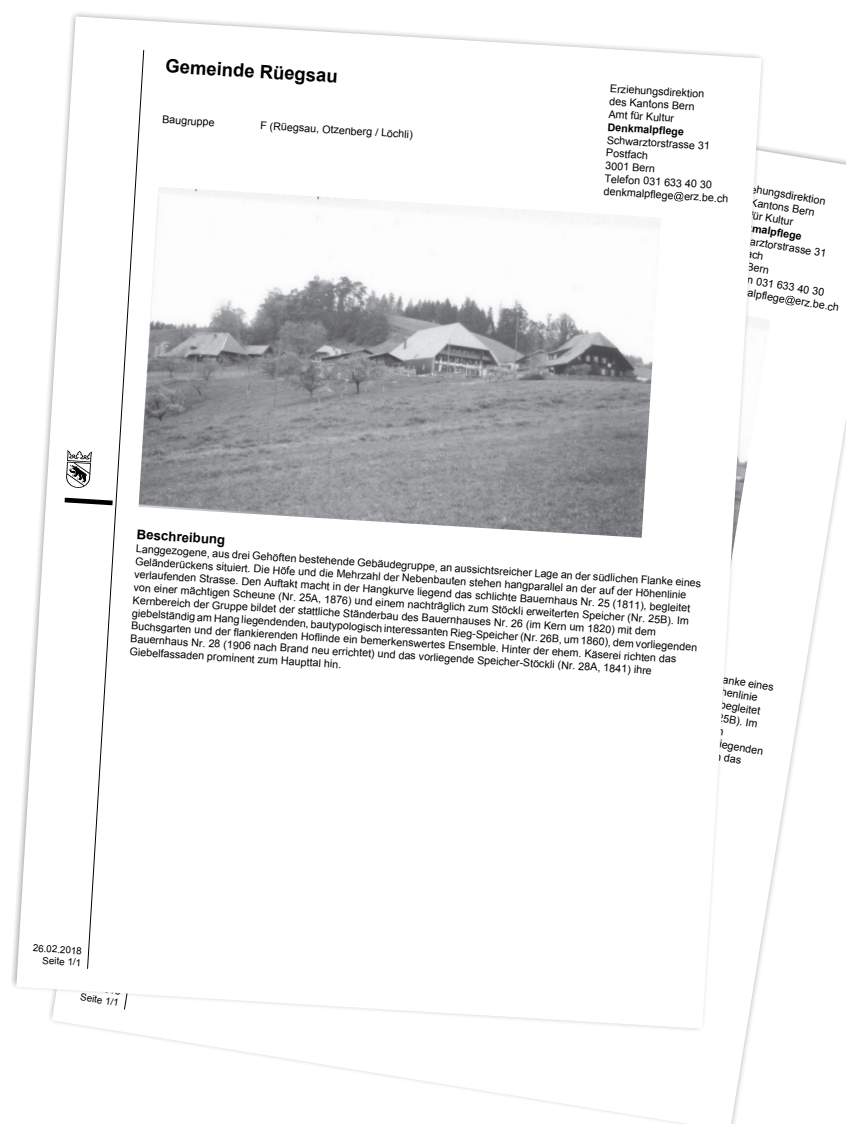 Gemeinde Rüegsau
Baugruppe F (Rüegsau, Otzenberg / Löchli)
Erziehungsdirektion
des Kantons Bern
Amt für Kultur
Denkmalpflege
Schwarztorstrasse 31
Postfach
3001 Bern
Telefon 031 633 40 30
denkmalpflege@erz.be.ch
Beschreibung
Langgezogene, aus drei Gehöften bestehende Gebäudegruppe, an aussichtsreicher Lage an der südlichen Flanke eines
Geländerückens situiert. Die Höfe und die Mehrzahl der Nebenbauten stehen hangparallel an der auf der Höhenlinie
verlaufenden Strasse. Den Auftakt macht in der Hangkurve liegend das schlichte Bauernhaus Nr. 25 (1811), begleitet
von einer mächtigen Scheune (Nr. 25A, 1876) und einem nachträglich zum Stöckli erweiterten Speicher (Nr. 25B). Im
Kernbereich der Gruppe bildet der stattliche Ständerbau des Bauernhauses Nr. 26 (im Kern um 1820) mit dem
giebelständig am Hang liegendenden, bautypologisch interessanten Rieg-Speicher (Nr. 26B, um 1860), dem vorliegenden
Buchsgarten und der flankierenden Hoflinde ein bemerkenswertes Ensemble. Hinter der ehem. Käserei richten das
Bauernhaus Nr. 28 (1906 nach Brand neu errichtet) und das vorliegende Speicher-Stöckli (Nr. 28A, 1841) ihre
Giebelfassaden prominent zum Haupttal hin.
26.02.2018
Seite 1/1
ehungsdirektion
Kantons Bern
ür Kultur
malpflege
arztorstrasse 31
ach
Bern
n 031 633 40 30
alpflege@erz.be.ch
anke eines
henlinie
begleitet
25B). Im
liegenden
n das
Seite 1/1